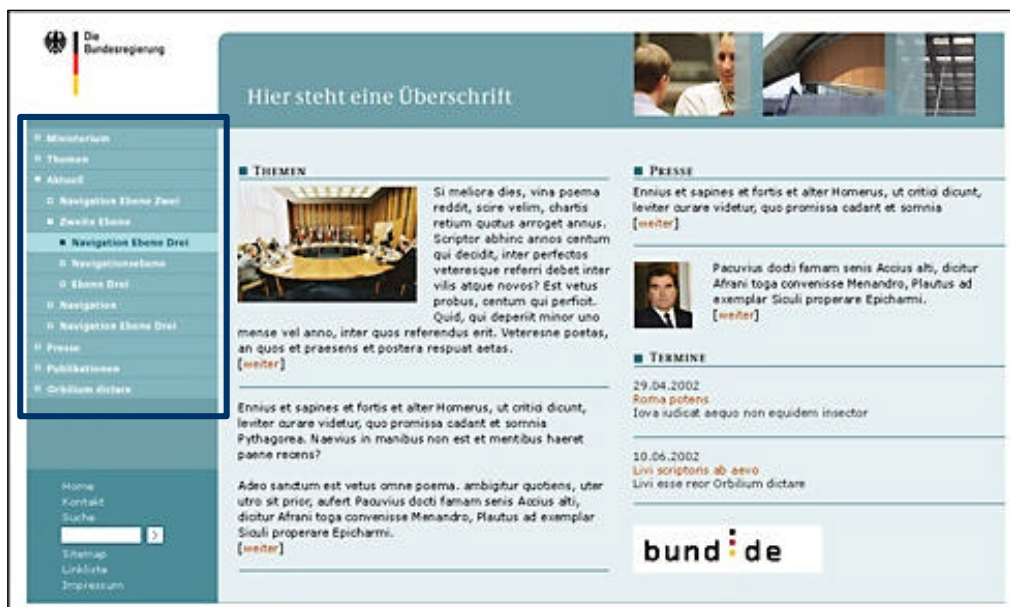 Die
Bundesregierung
Hier steht eine Überschrift
Ministerium
Themen
Aktuell
Navigation Ebene Zwei
Zweite Ebene
Navigation Ebene Drei
Navigationsebene
Ebene Drei
Navigation
Navigation Ebene Drei
Presse
Publikationen
Orbilium dictare
Home
Kontakt
Suche
Sitemap
Linkliste
Impressum
THEMEN
Si meliora dies, vina poema
reddit, scire velim, chartis
retium quotus arroget annus.
Scriptor abhinc annos centum
qui decidit, inter perfectos
veteresque referri debet inter
vilis atque novos? Est vetus
probus, centum qui perficit.
Quid, qui deperiit minor uno
mense vel anno, inter quos referendus erit. Veteresne poetas,
an quos et praesens et postera respuat aetas.
[weiter]
Ennius et sapines et fortis et alter Homerus, ut critici dicunt,
leviter curare videtur, quo promissa cadant et somnia
Pythagorea. Naevius in manibus non est et mentibus haeret
paene recens?
Adeo sanctum est vetus omne poema. ambigitur quotiens, uter
utro sit prior, aufert Pacuvius docti famam senis Accius alti,
dicitur Afrani toga convenisse Menandro, Plautus ad exemplar
Siculi properare Epicharmi.
[weiter]
PRESSE
Ennius et sapines et fortis et alter Homerus, ut critici dicunt,
leviter curare videtur, quo promissa cadant et somnia
[weiter]
Pacuvius docti famam senis Accius alti, dicitur
Afrani toga convenisse Menandro, Plautus ad
exemplar Siculi properare Epicharmi.
[weiter]
TERMINE
29.04.2002
Roma potens
Iova iudicat aequo non equidem insector
10.06.2002
Livi scriptoris ab aevo
Livi esse reor Orbilium dictare
bund:de